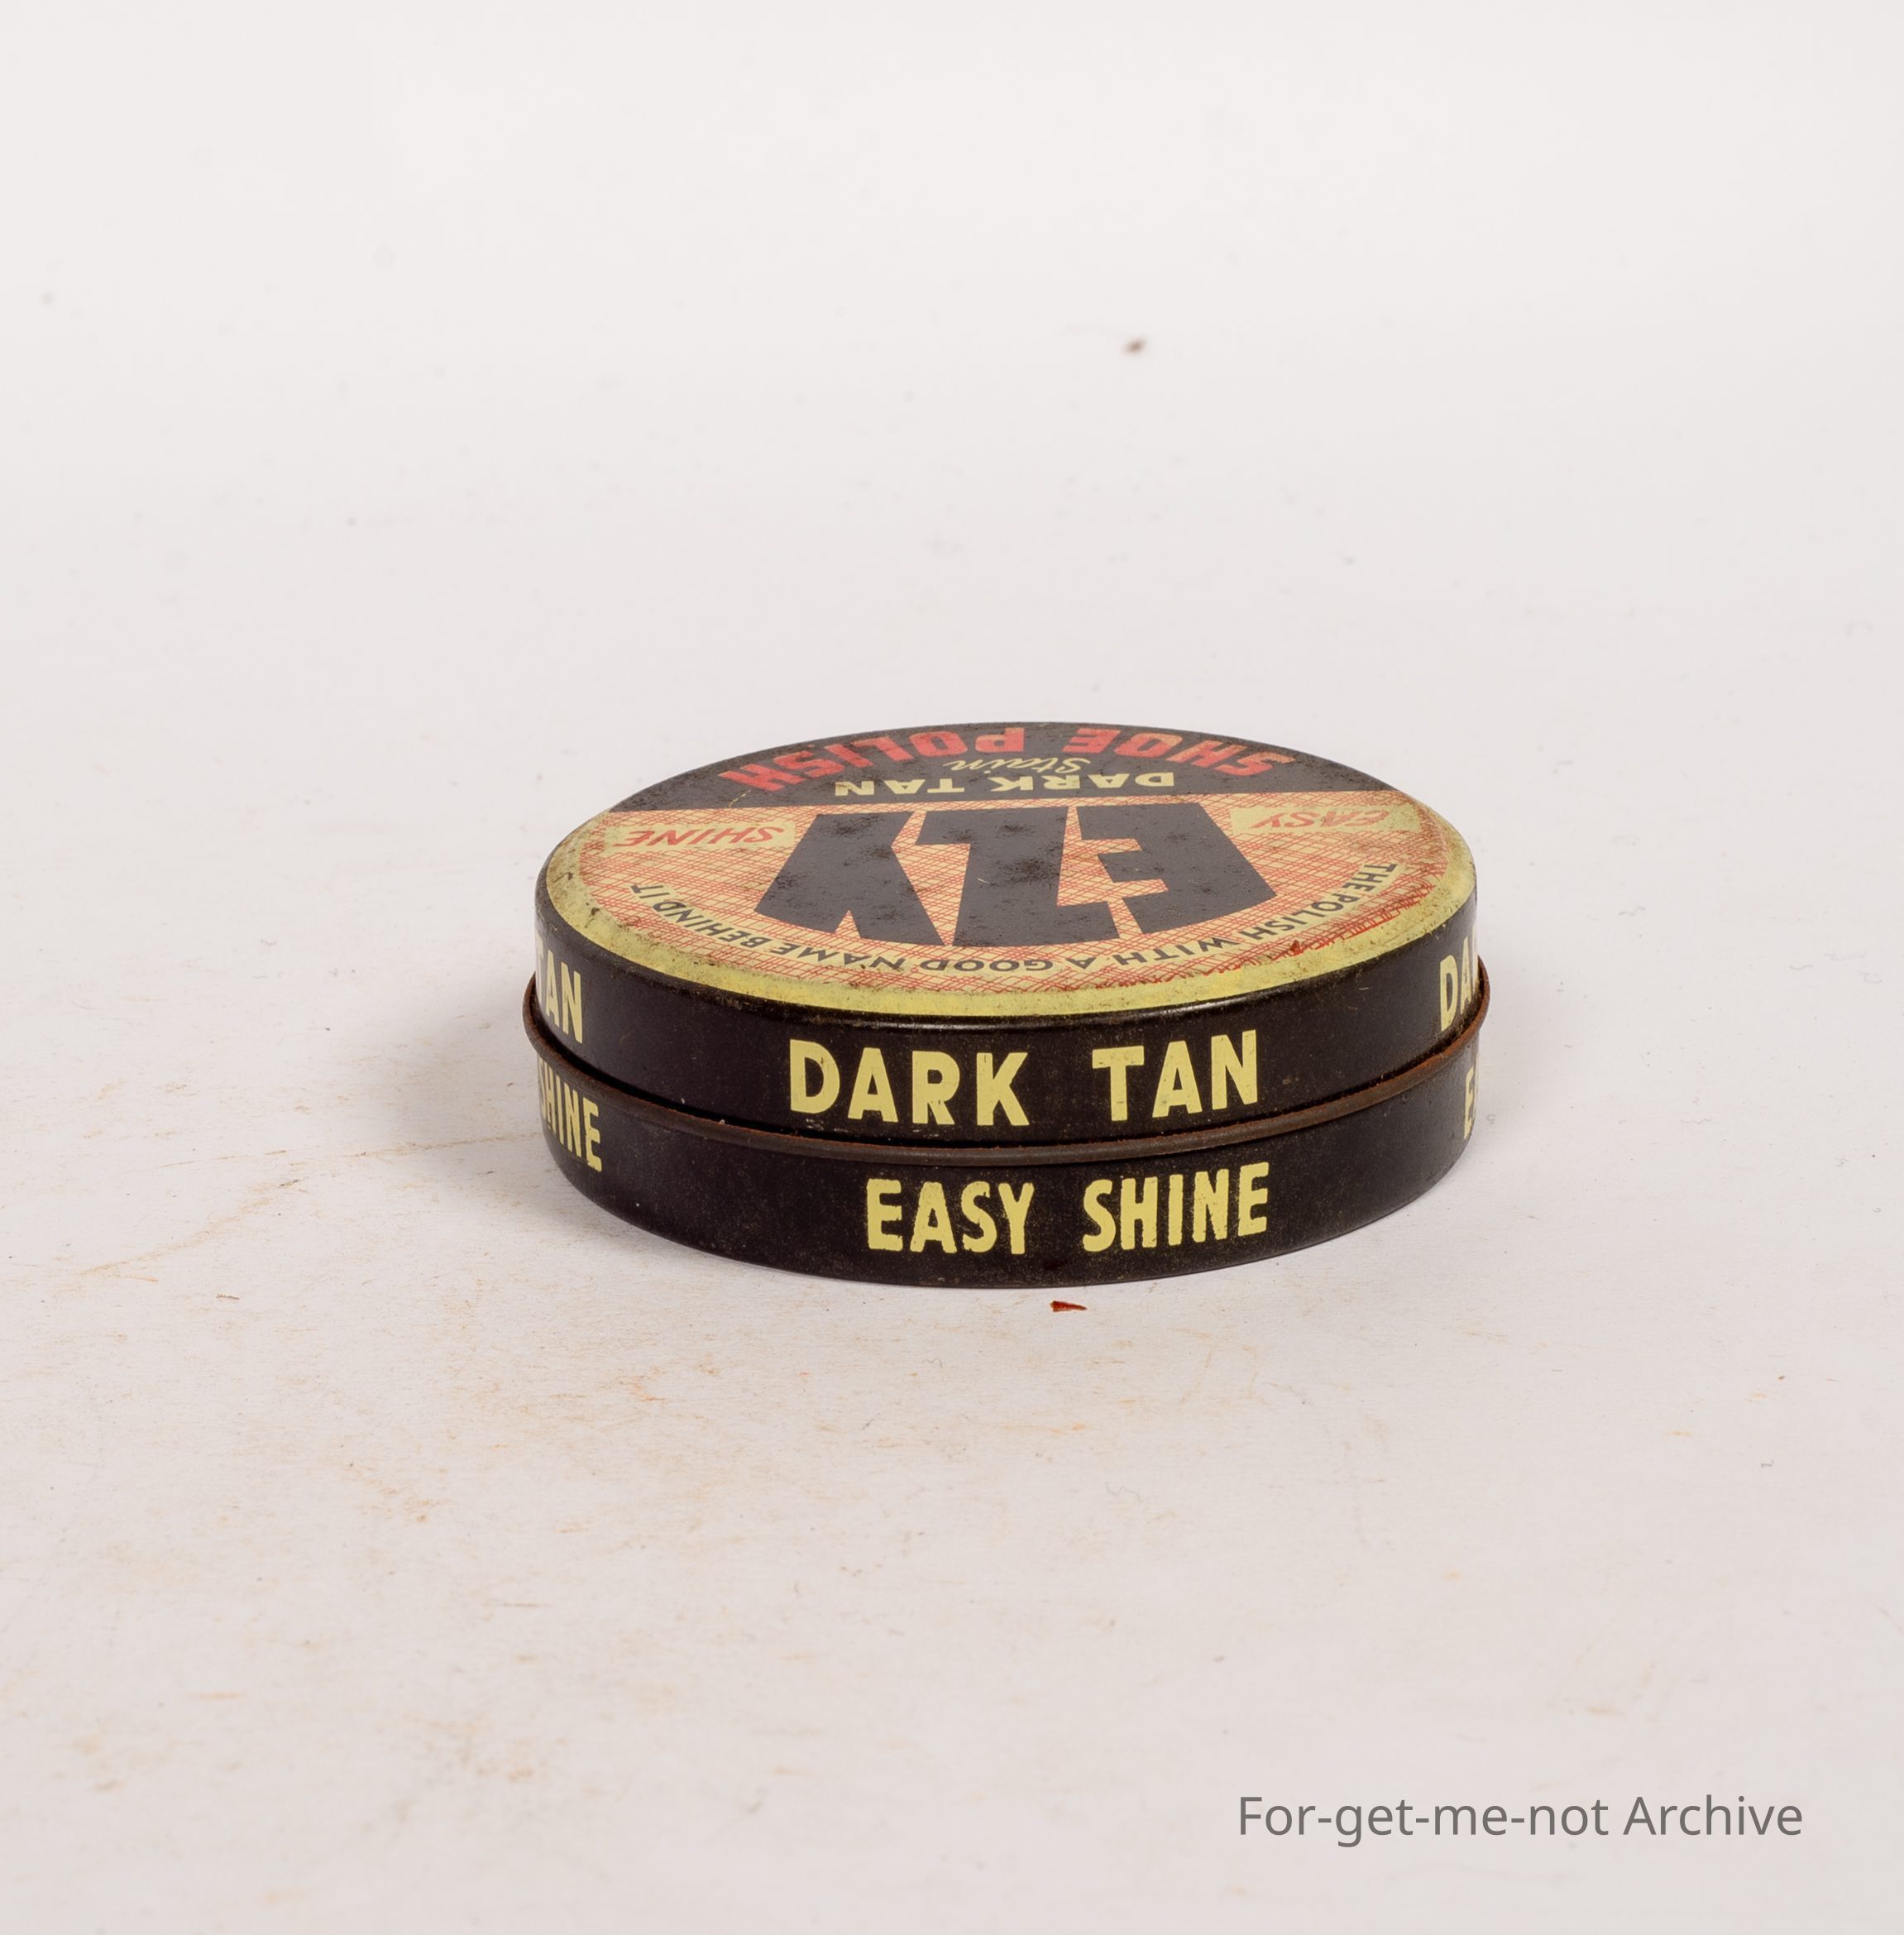 SHOE POLISH
Stain
DARK TAN
EASY
EZY
SHINE
THE POLISH WITH A GOOD NAME BEHIND IT
TAN
DARK TAN
DA
SHINE
EASY SHINE
E
For-get-me-not Archive